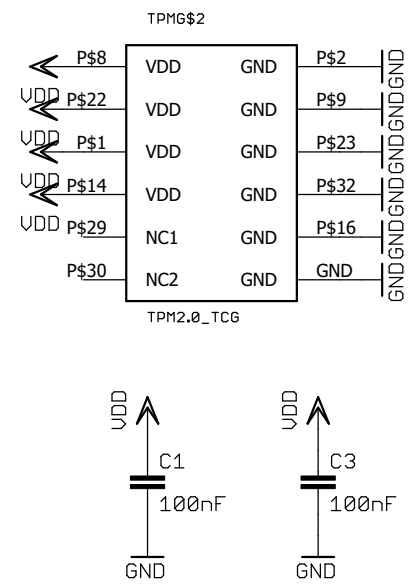 TPMG$2
P$8 VDD GND P$2 GND
VDD P$22 VDD GND P$9 GND
VDD P$1 VDD GND P$23 GND
VDD P$14 VDD GND P$32 GND
VDD P$29 NC1 GND P$16 GND
P$30 NC2 GND GND GND
TPM2.0_TCG
VDD VDD
C1 C3
100nF 100nF
GND GND